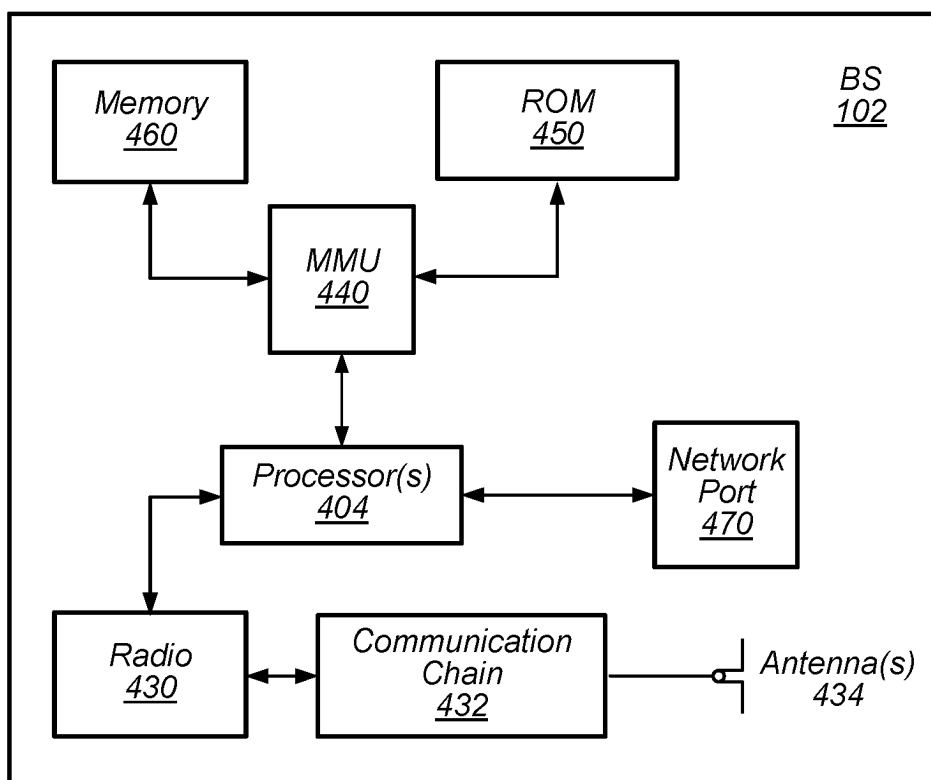 Memory
460
ROM
450
BS
102
MMU
440
Processor(s)
404
Network
Port
470
Radio
430
Communication
Chain
432
Antenna(s)
434